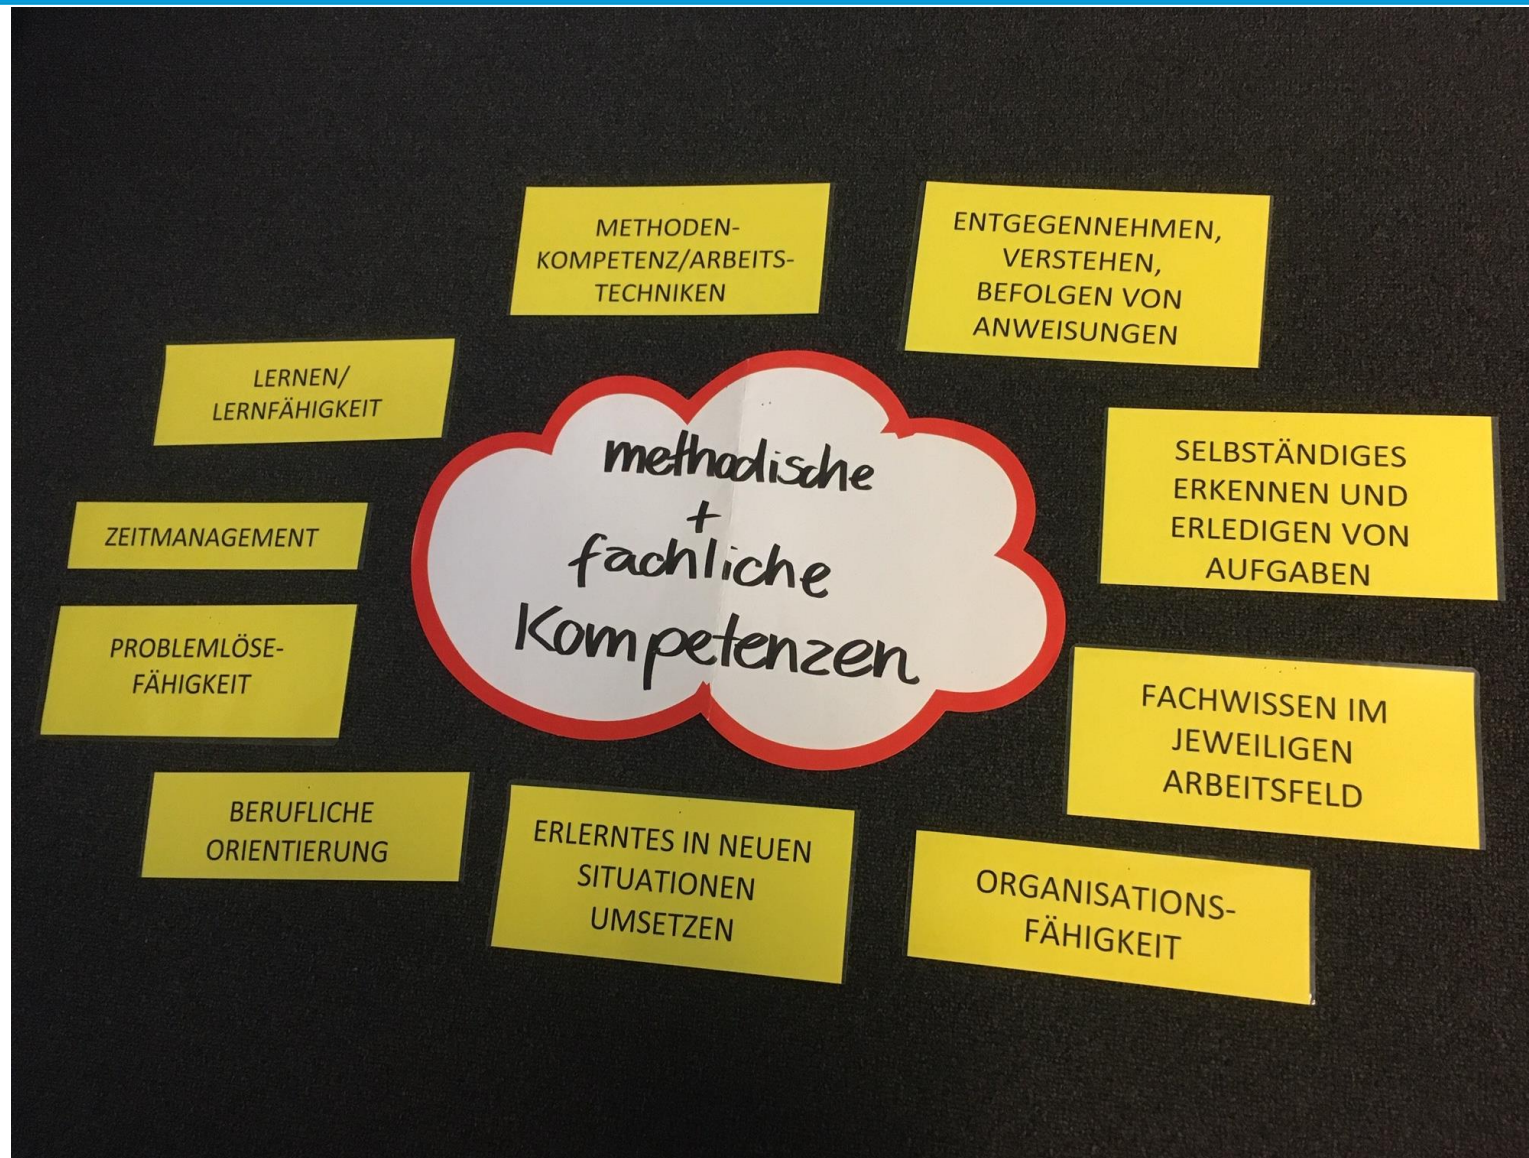 METHODEN-
KOMPETENZ/ARBEITS-
TECHNIKEN
ENTGEGENNEHMEN,
VERSTEHEN,
BEFOLGEN VON
ANWEISUNGEN
LERNEN/
LERNFÄHIGKEIT
methodische
+
fachliche
Kompetenzen
SELBSTÄNDIGES
ERKENNEN UND
ERLEDIGEN VON
AUFGABEN
ZEITMANAGEMENT
PROBLEMLÖSE-
FÄHIGKEIT
FACHWISSEN IM
JEWEILIGEN
ARBEITSFELD
BERUFLICHE
ORIENTIERUNG
ERLERNTES IN NEUEN
SITUATIONEN
UMSETZEN
ORGANISATIONS-
FÄHIGKEIT